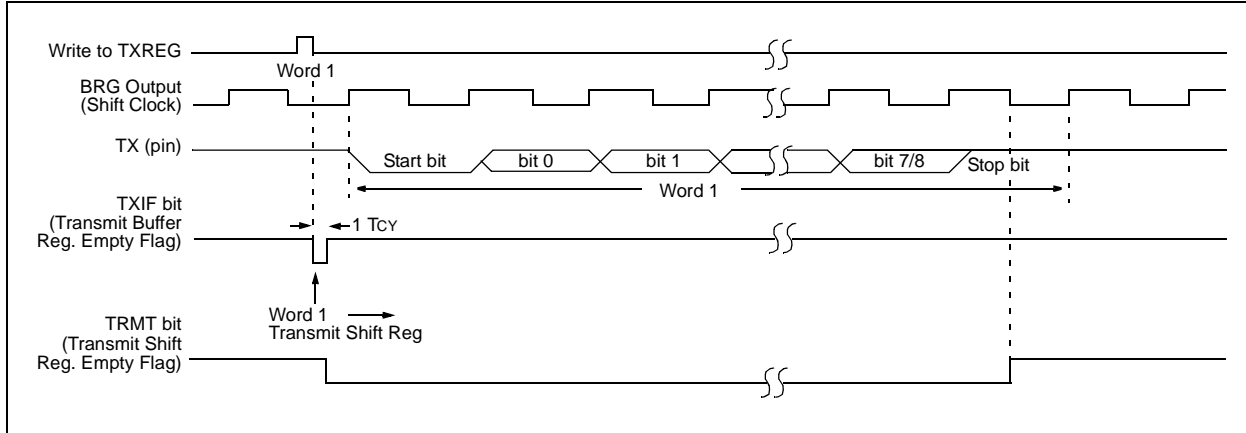 Write to TXREG
Word 1
BRG Output
(Shift Clock)
TX (pin)
Start bit
bit 0
bit 1
bit 7/8
Stop bit
Word 1
TXIF bit
(Transmit Buffer
Reg. Empty Flag)
1 TCY
Word 1
Transmit Shift Reg
TRMT bit
(Transmit Shift
Reg. Empty Flag)